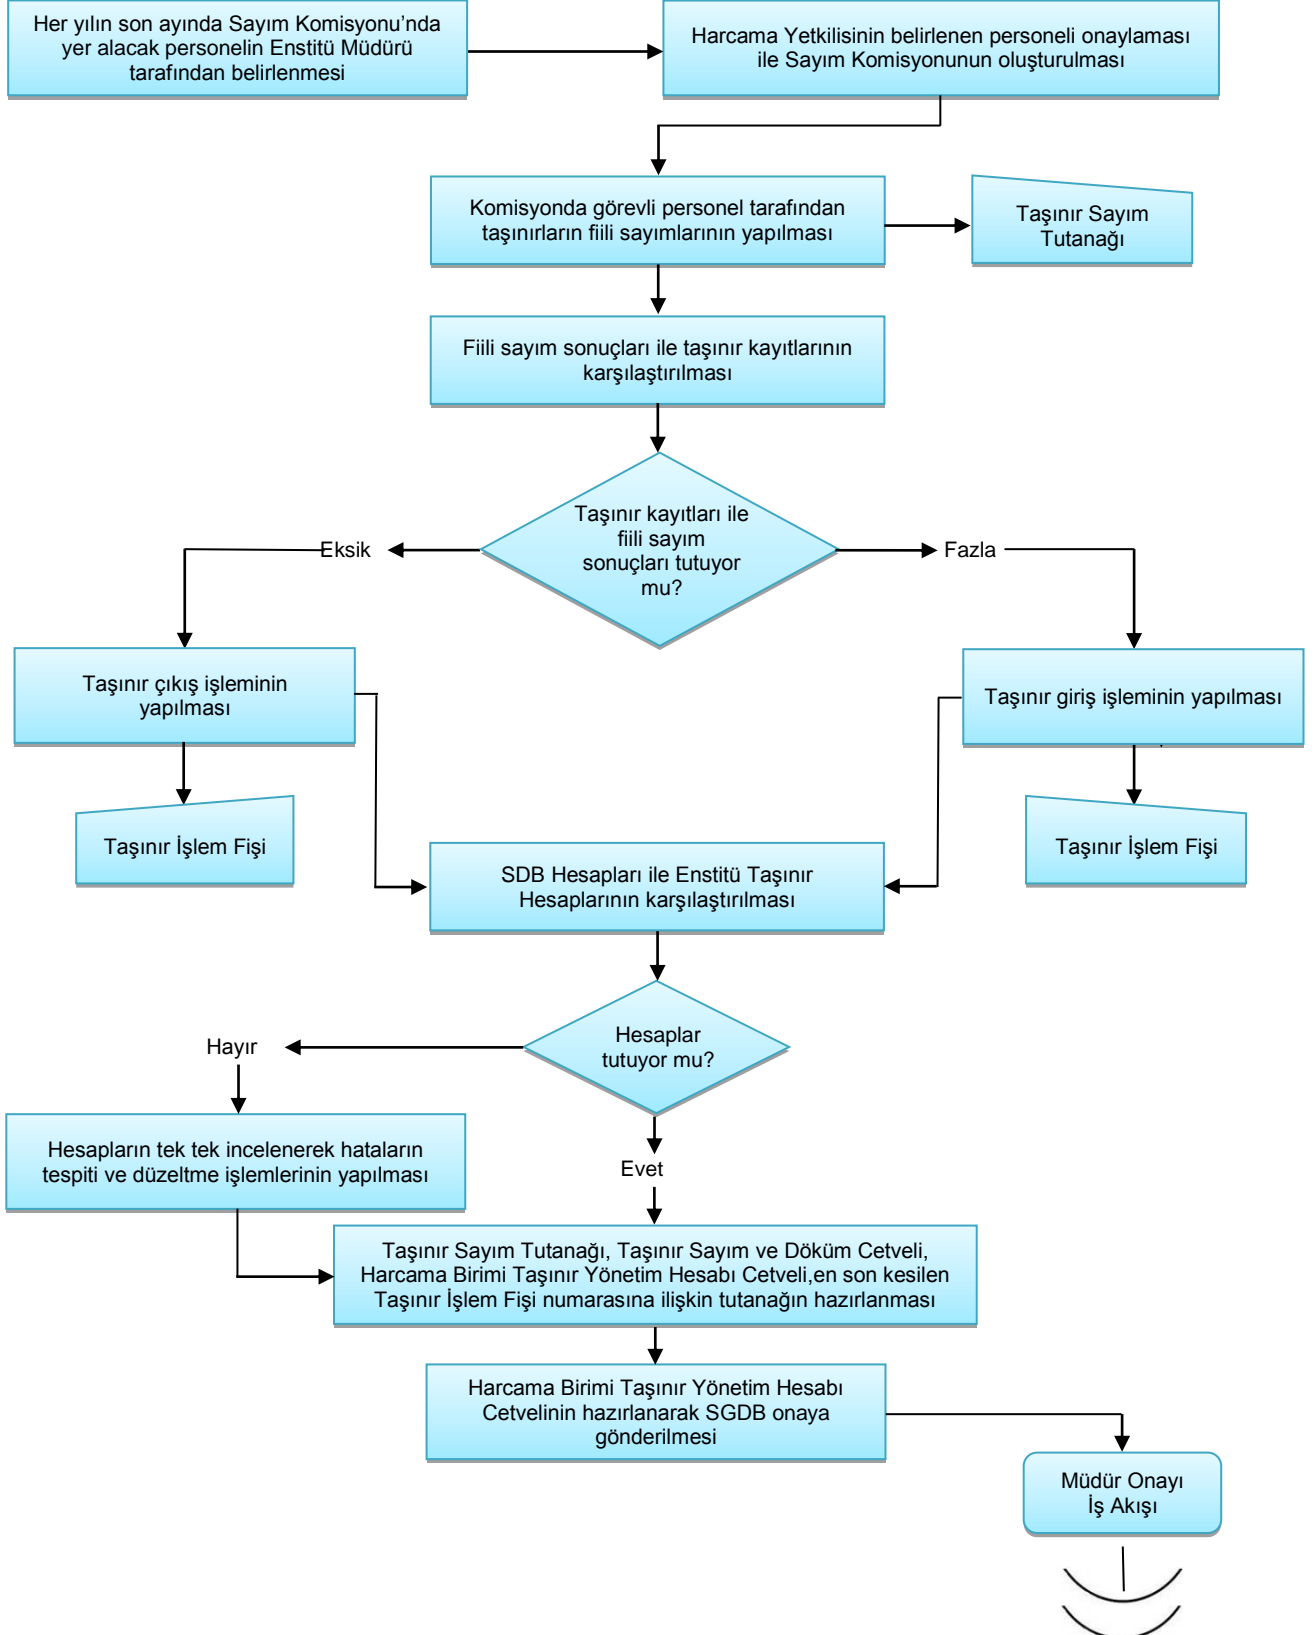 Her yılın son ayında Sayım Komisyonu’nda
yer alacak personelin Enstitü Müdürü
tarafından belirlenmesi
Harcama Yetkilisinin belirlenen personeli onaylaması
ile Sayım Komisyonunun oluşturulması
Komisyonda görevli personel tarafından
taşınırların fiili sayımlarının yapılması
Taşınır Sayım
Tutanağı
Fiili sayım sonuçları ile taşınır kayıtlarının
karşılaştırılması
Taşınır kayıtları ile
fiili sayım
sonuçları tutuyor
mu?
Eksik
Fazla
Taşınır çıkış işleminin
yapılması
Taşınır giriş işleminin yapılması
Taşınır İşlem Fişi
Taşınır İşlem Fişi
SDB Hesapları ile Enstitü Taşınır
Hesaplarının karşılaştırılması
Hesaplar
tutuyor mu?
Hayır
Hesapların tek tek incelenerek hataların
tespiti ve düzeltme işlemlerinin yapılması
Evet
Taşınır Sayım Tutanağı, Taşınır Sayım ve Döküm Cetveli,
Harcama Birimi Taşınır Yönetim Hesabı Cetveli,en son kesilen
Taşınır İşlem Fişi numarasına ilişkin tutanağın hazırlanması
Harcama Birimi Taşınır Yönetim Hesabı
Cetvelinin hazırlanarak SGDB onaya
gönderilmesi
Müdür Onayı
İş Akışı